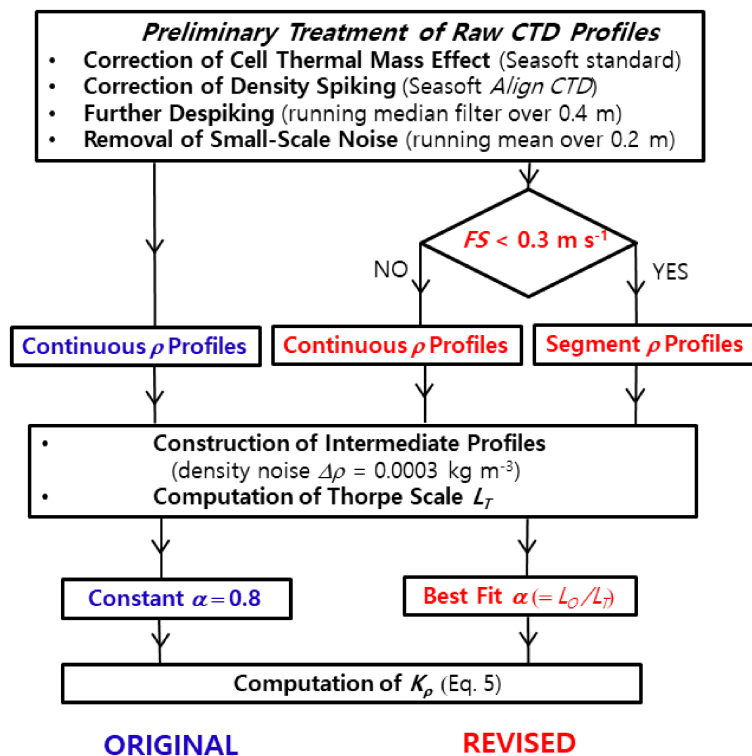 Preliminary Treatment of Raw CTD Profiles
• Correction of Cell Thermal Mass Effect (Seasoft standard)
• Correction of Density Spiking (Seasoft Align CTD)
• Further Despiking (running median filter over 0.4 m)
• Removal of Small-Scale Noise (running mean over 0.2 m)
FS < 0.3 m s-1
NO
YES
Continuous ρ Profiles
Continuous ρ Profiles
Segment ρ Profiles
• Construction of Intermediate Profiles
(density noise Δρ = 0.0003 kg m-3)
• Computation of Thorpe Scale LT
Constant α = 0.8
Best Fit α (= LO/LT)
Computation of Kρ (Eq. 5)
ORIGINAL
REVISED